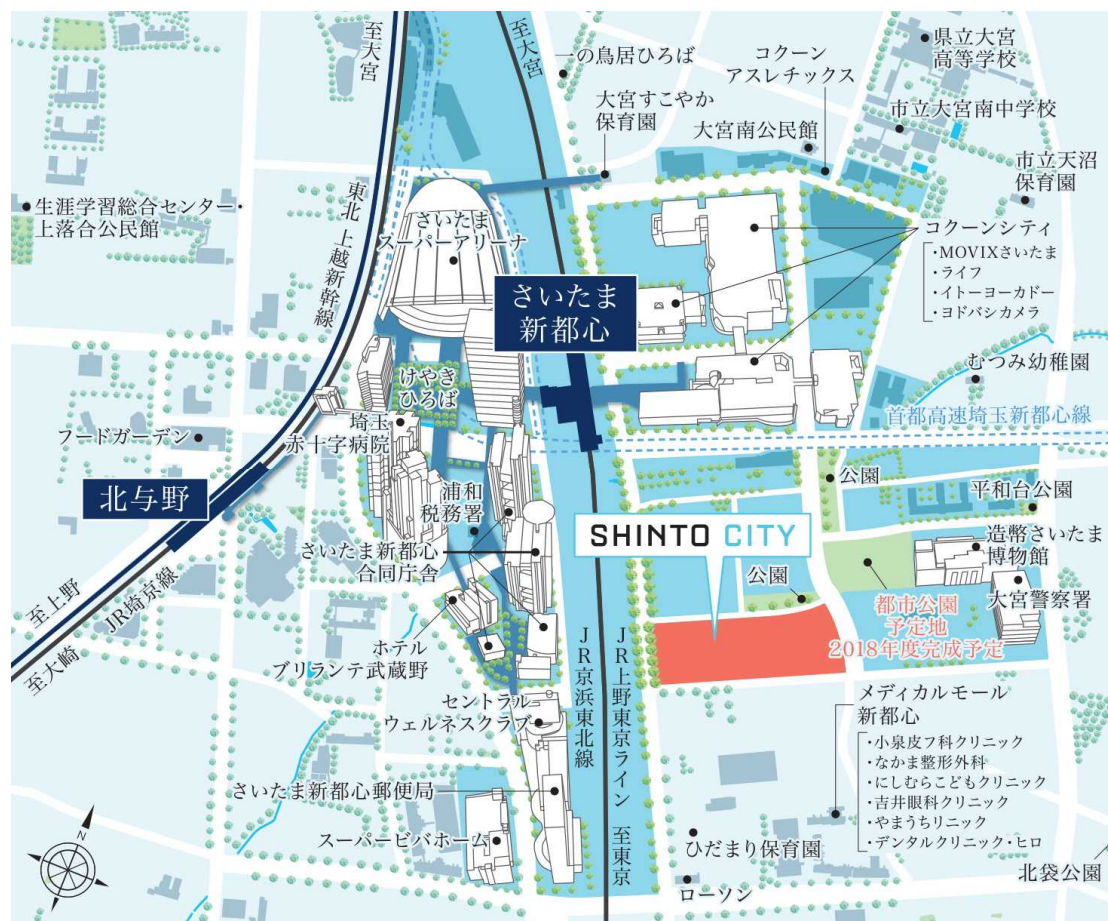 至大宮
至大宮
一の鳥居ひろば
コクーン
アスレチックス
県立大宮
高等学校
大宮すこやか
保育園
大宮南公民館
市立大宮南中学校
市立天沼
保育園
生涯学習総合センター・
上落合公民館
東北 上越新幹線
さいたま
スーパーアリーナ
コクーンシティ
・MOVIXさいたま
・ライフ
・イトーヨーカドー
・ヨドバシカメラ
さいたま
新都心
むつみ幼稚園
けやき
ひろば
首都高速埼玉新都心線
埼玉
赤十字病院
フードガーデン
北与野
浦和
税務署
公園
平和台公園
SHINTO CITY
さいたま新都心
合同庁舎
造幣さいたま
博物館
公園
大宮警察署
都市公園
予定地
2018年度完成予定
至上野
JR埼京線
至大崎
ホテル
ブリランテ武蔵野
JR京浜東北線
JR上野東京ライン 至東京
セントラル
ウェルネスクラブ
メディカルモール
新都心
・小泉皮フ科クリニック
・なかま整形外科
・にしむらこどもクリニック
・吉井眼科クリニック
・やまうちリニック
・デンタルクリニック・ヒロ
さいたま新都心郵便局
スーパービバホーム
ひだまり保育園
ローソン
北袋公園
N